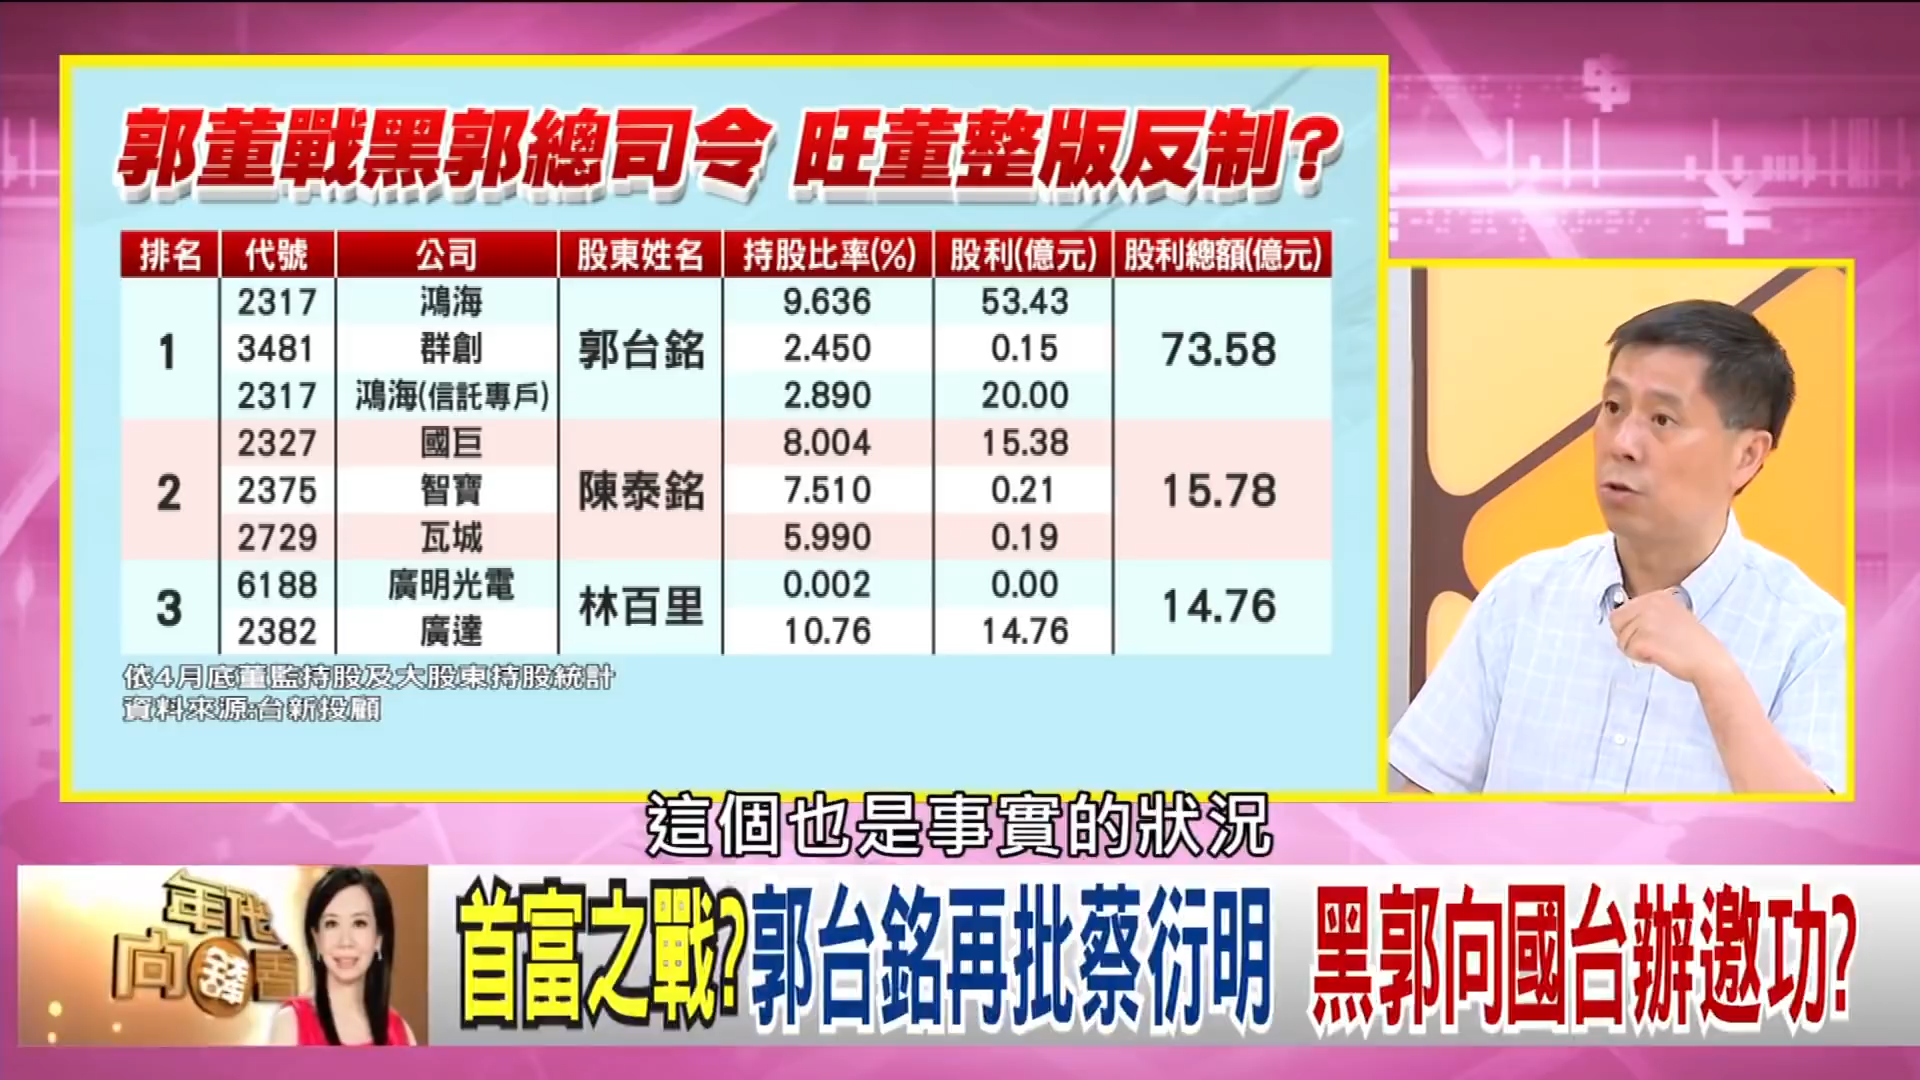 郭董戰黑郭總司令 旺董整版反制?
排名 代號 公司 股東姓名 持股比率(%) 股利(億元) 股利總額(億元)
1 2317 鴻海 郭台銘 9.636 53.43 73.58
3481 群創 2.450 0.15
2317 鴻海(信託專戶) 2.890 20.00
2 2327 國巨 陳泰銘 8.004 15.38 15.78
2375 智寶 7.510 0.21
2729 瓦城 5.990 0.19
3 6188 廣明光電 林百里 0.002 0.00 14.76
2382 廣達 10.76 14.76
依4月底董監持股及大股東持股統計
資料來源:台新投顧
這個也是事實的狀況
年代
向錢看
首富之戰?郭台銘再批蔡衍明 黑郭向國台辦邀功?